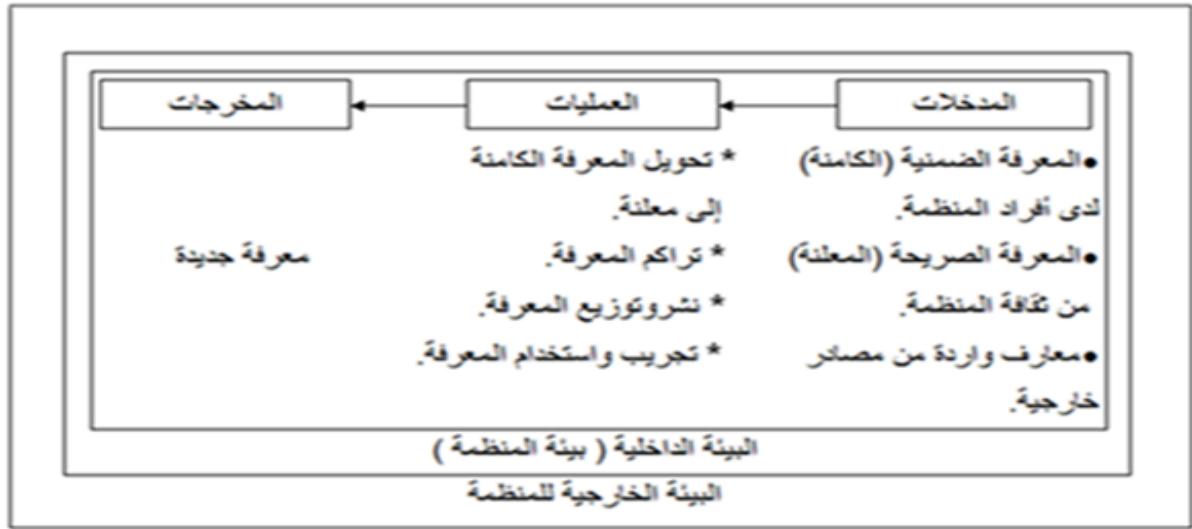 المدخلات
العمليات
المخرجات
•المعرفة الضمنية (الكامنة)
لدى أفراد المنظمة.
•المعرفة الصريحة (المعلنة)
من ثقافة المنظمة.
•معارف واردة من مصادر
خارجية.
* تحويل المعرفة الكامنة
إلى معلنة.
* تراكم المعرفة.
* نشروتوزيع المعرفة.
* تجريب واستخدام المعرفة.
معرفة جديدة
البيئة الداخلية ( بيئة المنظمة )
البيئة الخارجية للمنظمة